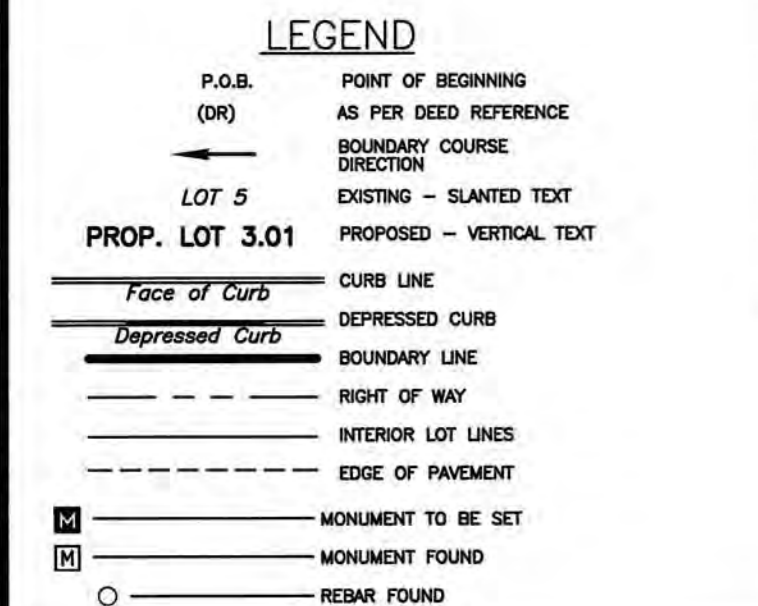 LEGEND
P.O.B. POINT OF BEGINNING
(DR) AS PER DEED REFERENCE
BOUNDARY COURSE
DIRECTION
LOT 5 EXISTING – SLANTED TEXT
PROP. LOT 3.01 PROPOSED – VERTICAL TEXT
CURB LINE
Face of Curb
DEPRESSED CURB
Depressed Curb
BOUNDARY LINE
RIGHT OF WAY
INTERIOR LOT LINES
EDGE OF PAVEMENT
M MONUMENT TO BE SET
M MONUMENT FOUND
REBAR FOUND